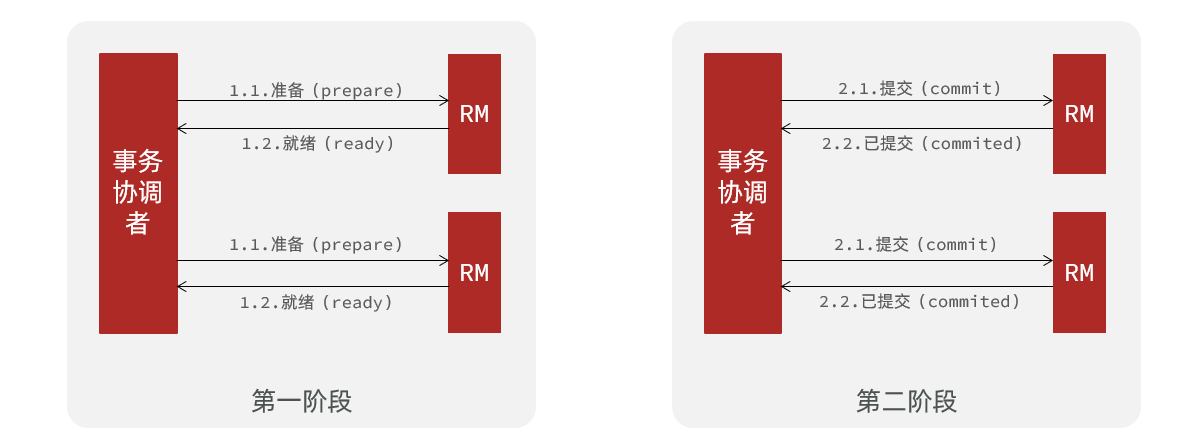 1.1.准备（prepare）
RM
1.2.就绪（ready）
事务
协调
者
1.1.准备（prepare）
RM
1.2.就绪（ready）
第一阶段
2.1.提交（commit）
RM
2.2.已提交（commited）
事务
协调
者
2.1.提交（commit）
RM
2.2.已提交（commited）
第二阶段